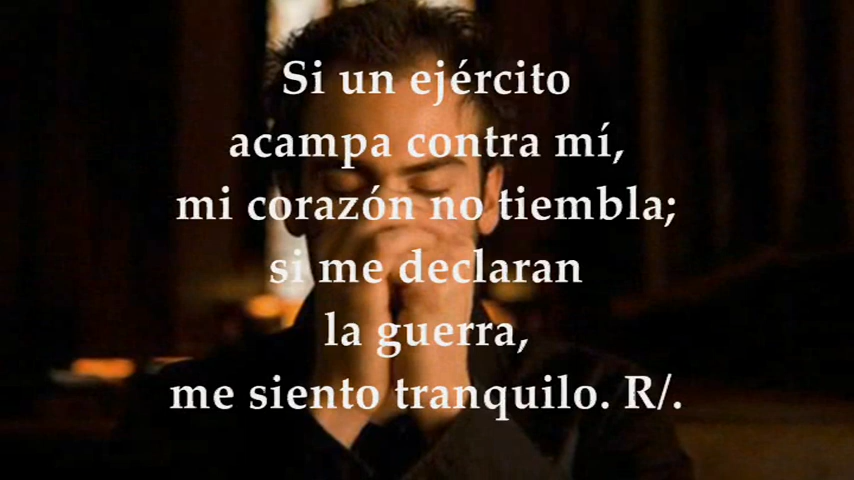 Si un ejército
acampa contra mí,
mi corazón no tiembla;
si me declaran
la guerra,
me siento tranquilo. R/.